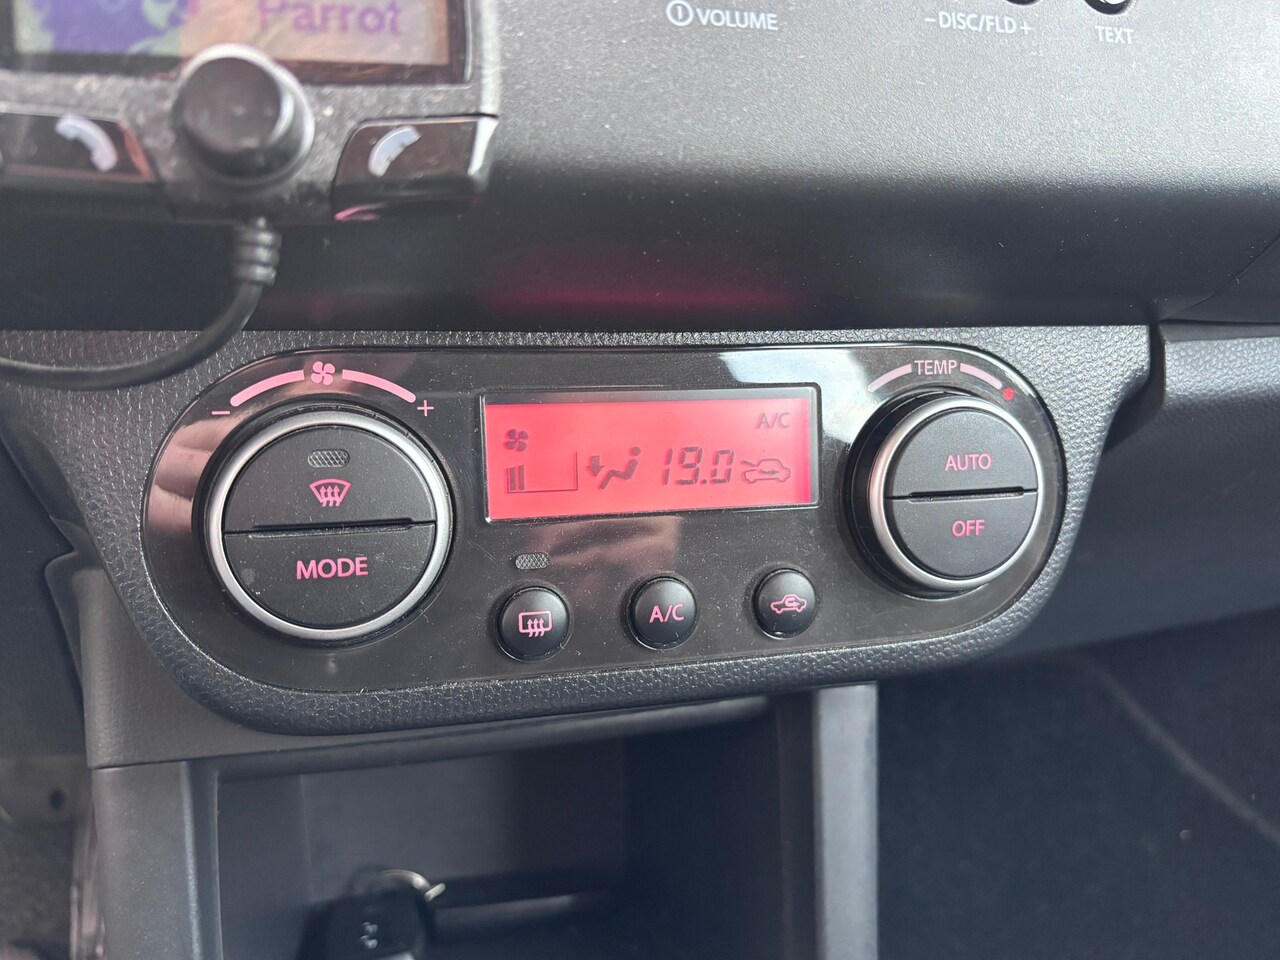 Parrot
VOLUME
- DISC/FLD +
TEXT
- +
TEMP
A/C
19.0
AUTO
OFF
MODE
A/C